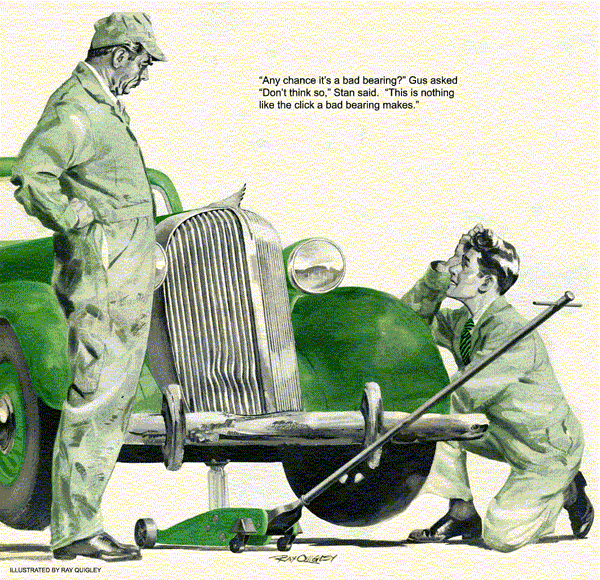 “Any chance it’s a bad bearing?” Gus asked
“Don’t think so,” Stan said.  “This is nothing
like the click a bad bearing makes.”
RAY QUIGLEY
ILLUSTRATED BY RAY QUIGLEY